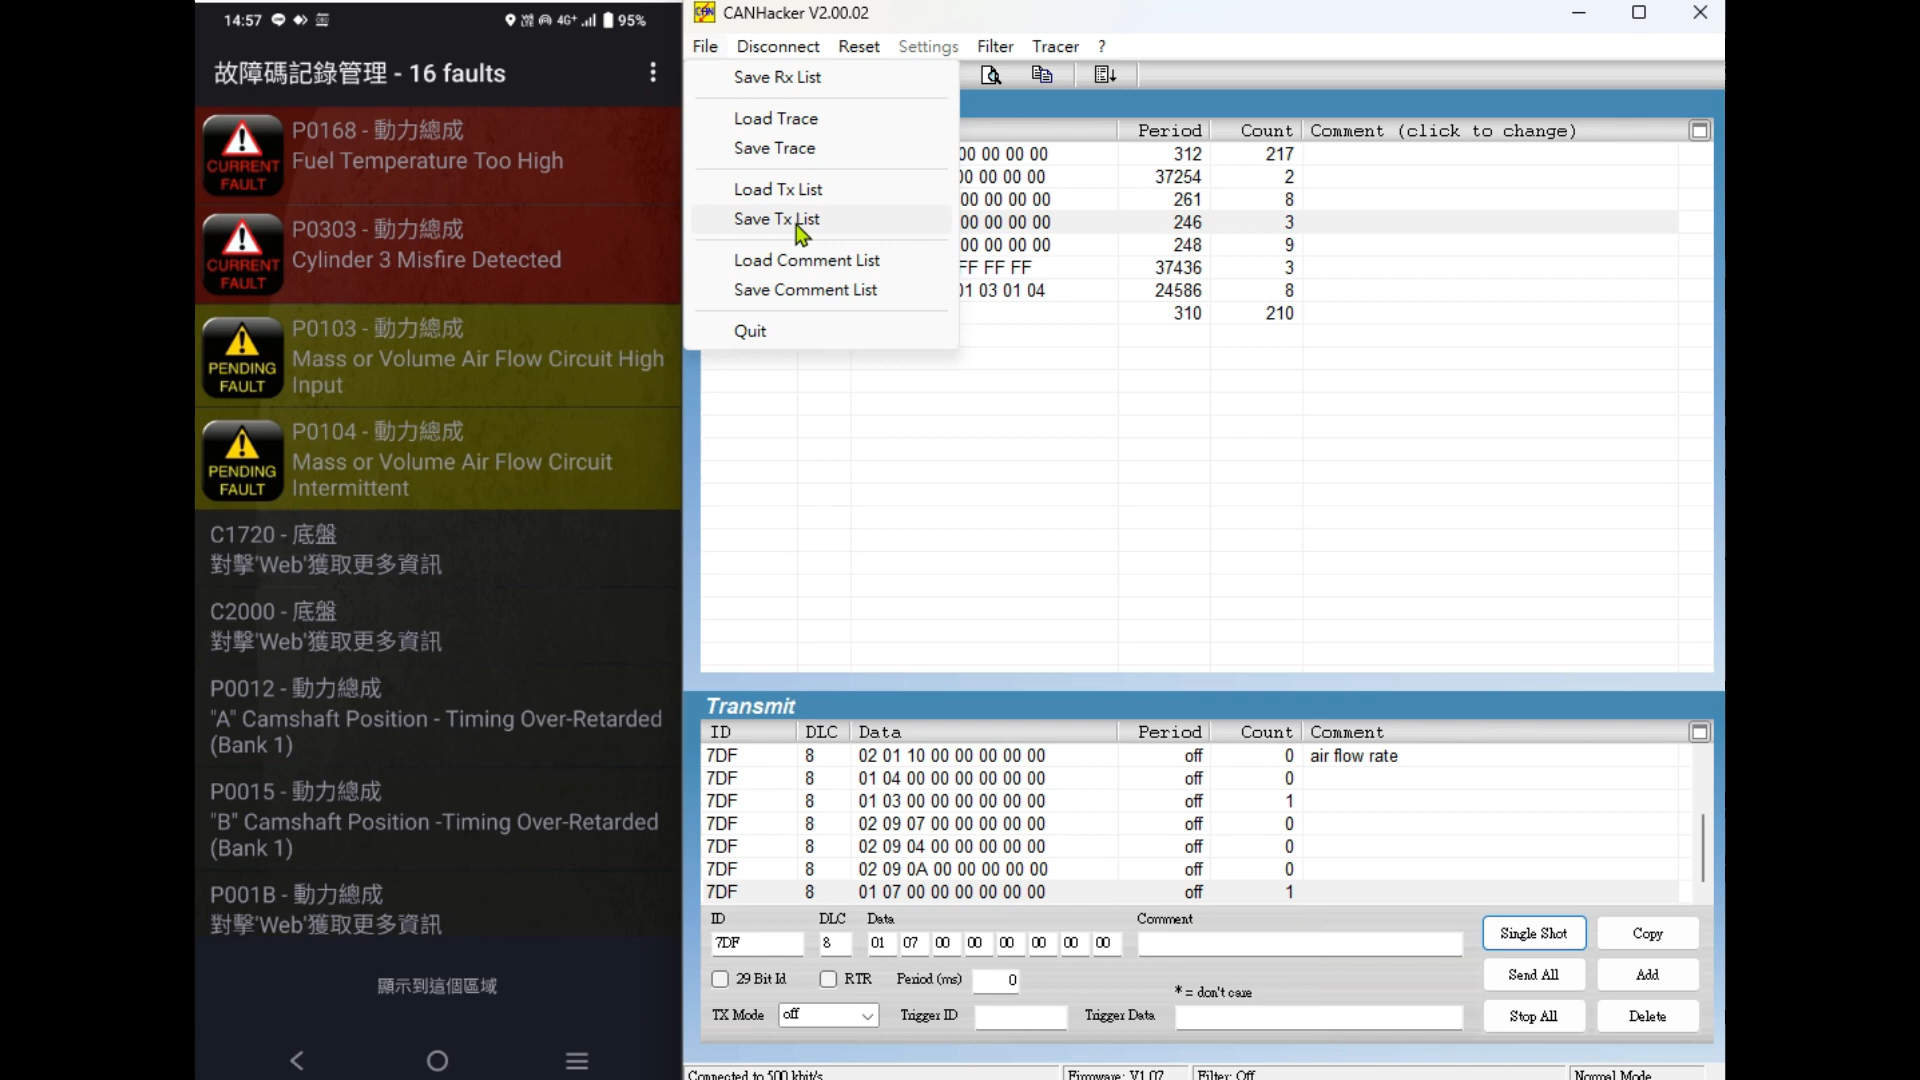 14:57 4G+ 95%
故障碼記錄管理 - 16 faults
CURRENT FAULT
P0168 - 動力總成
Fuel Temperature Too High
CURRENT FAULT
P0303 - 動力總成
Cylinder 3 Misfire Detected
PENDING FAULT
P0103 - 動力總成
Mass or Volume Air Flow Circuit High
Input
PENDING FAULT
P0104 - 動力總成
Mass or Volume Air Flow Circuit
Intermittent
C1720 - 底盤
對擊'Web'獲取更多資訊
C2000 - 底盤
對擊'Web'獲取更多資訊
P0012 - 動力總成
"A" Camshaft Position - Timing Over-Retarded
(Bank 1)
P0015 - 動力總成
"B" Camshaft Position -Timing Over-Retarded
(Bank 1)
P001B - 動力總成
對擊'Web'獲取更多資訊
顯示到這個區域
CAN CANHacker V2.00.02
File Disconnect Reset Settings Filter Tracer ?
Save Rx List
Load Trace
Save Trace
Load Tx List
Save Tx List
Load Comment List
Save Comment List
Quit
Period Count Comment (click to change)
00 00 00 00 312 217
00 00 00 00 37254 2
00 00 00 00 261 8
00 00 00 00 246 3
00 00 00 00 248 9
FF FF FF 37436 3
01 03 01 04 24586 8
310 210
Transmit
ID DLC Data Period Count Comment
7DF 8 02 01 10 00 00 00 00 00 off 0 air flow rate
7DF 8 01 04 00 00 00 00 00 00 off 0
7DF 8 01 03 00 00 00 00 00 00 off 1
7DF 8 02 09 07 00 00 00 00 00 off 0
7DF 8 02 09 04 00 00 00 00 00 off 0
7DF 8 02 09 0A 00 00 00 00 00 off 0
7DF 8 01 07 00 00 00 00 00 00 off 1
ID DLC Data Comment
7DF 8 01 07 00 00 00 00 00 00
Single Shot Copy
29 Bit Id RTR Period (ms) 0
* = don't care
Send All Add
TX Mode off Trigger ID Trigger Data
Stop All Delete
Connected to 500 kbit/s Firmware: V1.07 Filter: Off Normal Mode